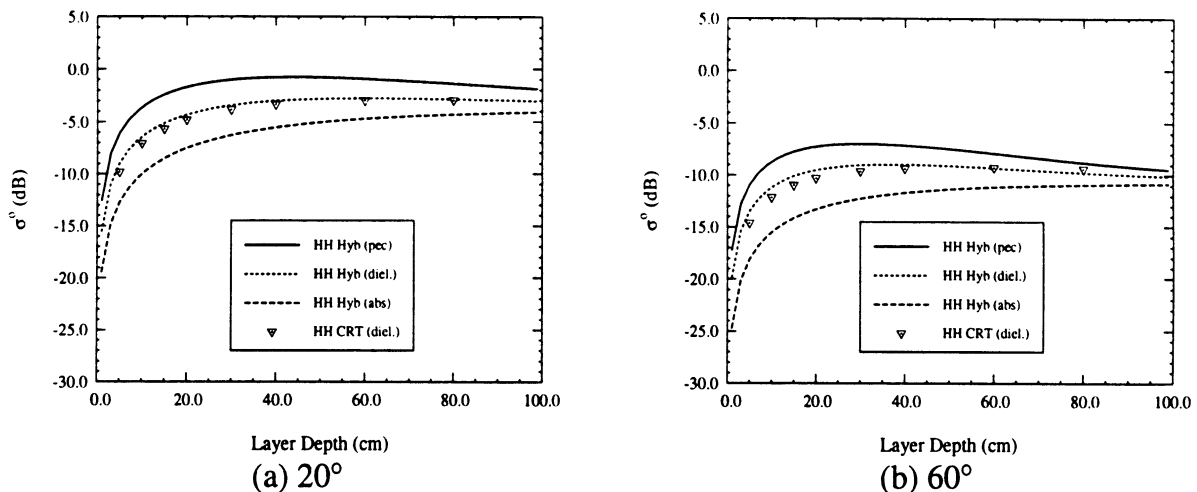 5.0
0.0
-5.0
-10.0
-15.0
-20.0
-25.0
-30.0
σ° (dB)
HH Hyb (pec)
HH Hyb (diel.)
HH Hyb (abs)
HH CRT (diel.)
0.0 20.0 40.0 60.0 80.0 100.0
Layer Depth (cm)
(a) 20°
5.0
0.0
-5.0
-10.0
-15.0
-20.0
-25.0
-30.0
σ° (dB)
HH Hyb (pec)
HH Hyb (diel.)
HH Hyb (abs)
HH CRT (diel.)
0.0 20.0 40.0 60.0 80.0 100.0
Layer Depth (cm)
(b) 60°